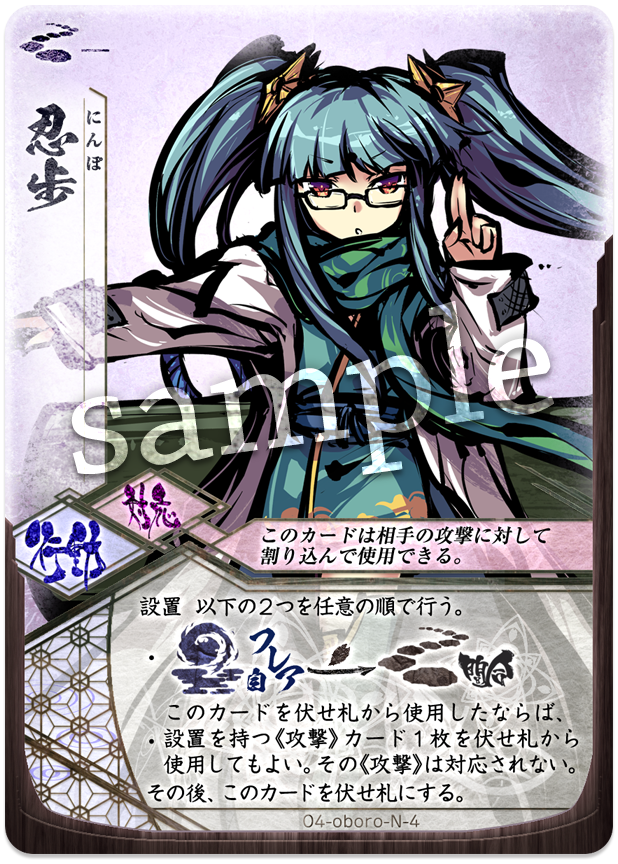 忍歩
にんぽ
sample
対応
行動
このカードは相手の攻撃に対して
割り込んで使用できる。
設置 以下の２つを任意の順で行う。
・自フレア→間合
このカードを伏せ札から使用したならば、
・設置を持つ《攻撃》カード１枚を伏せ札から
使用してもよい。その《攻撃》は対応されない。
その後、このカードを伏せ札にする。
04-oboro-N-4